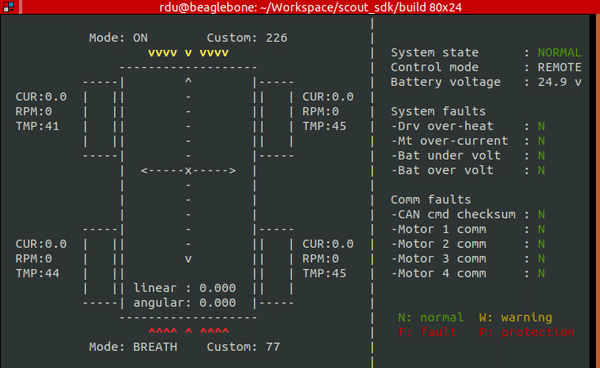 rdu@beaglebone: ~/Workspace/scout_sdk/build 80x24
Mode: ON Custom: 226
vvvv v vvvv
CUR:0.0
RPM:0
TMP:41
CUR:0.0
RPM:0
TMP:45
<-----x----->
CUR:0.0
RPM:0
TMP:44
CUR:0.0
RPM:0
TMP:45
linear : 0.000
angular: 0.000
^^^^ ^ ^^^^
Mode: BREATH Custom: 77
System state : NORMAL
Control mode : REMOTE
Battery voltage : 24.9 v
System faults
-Drv over-heat : N
-Mt over-current : N
-Bat under volt : N
-Bat over volt : N
Comm faults
-CAN cmd checksum : N
-Motor 1 comm : N
-Motor 2 comm : N
-Motor 3 comm : N
-Motor 4 comm : N
N: normal W: warning
F: fault P: protection